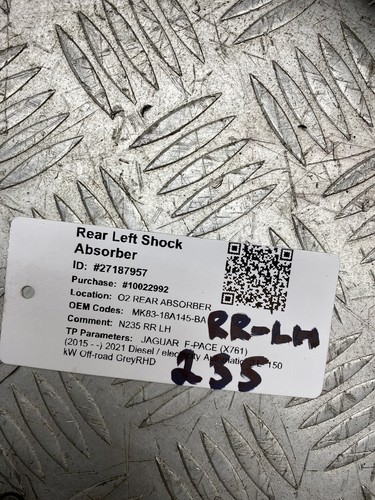 Rear Left Shock
Absorber
ID: #27187957
Purchase: #10022992
Location: O2 REAR ABSORBER
OEM Codes: MK83-18A145-BA
Comment: N235 RR LH
TP Parameters: JAGUAR F-PACE (X761)
(2015 - -) 2021 Diesel / electricity 150
kW Off-road GreyRHD
RR-LH
235